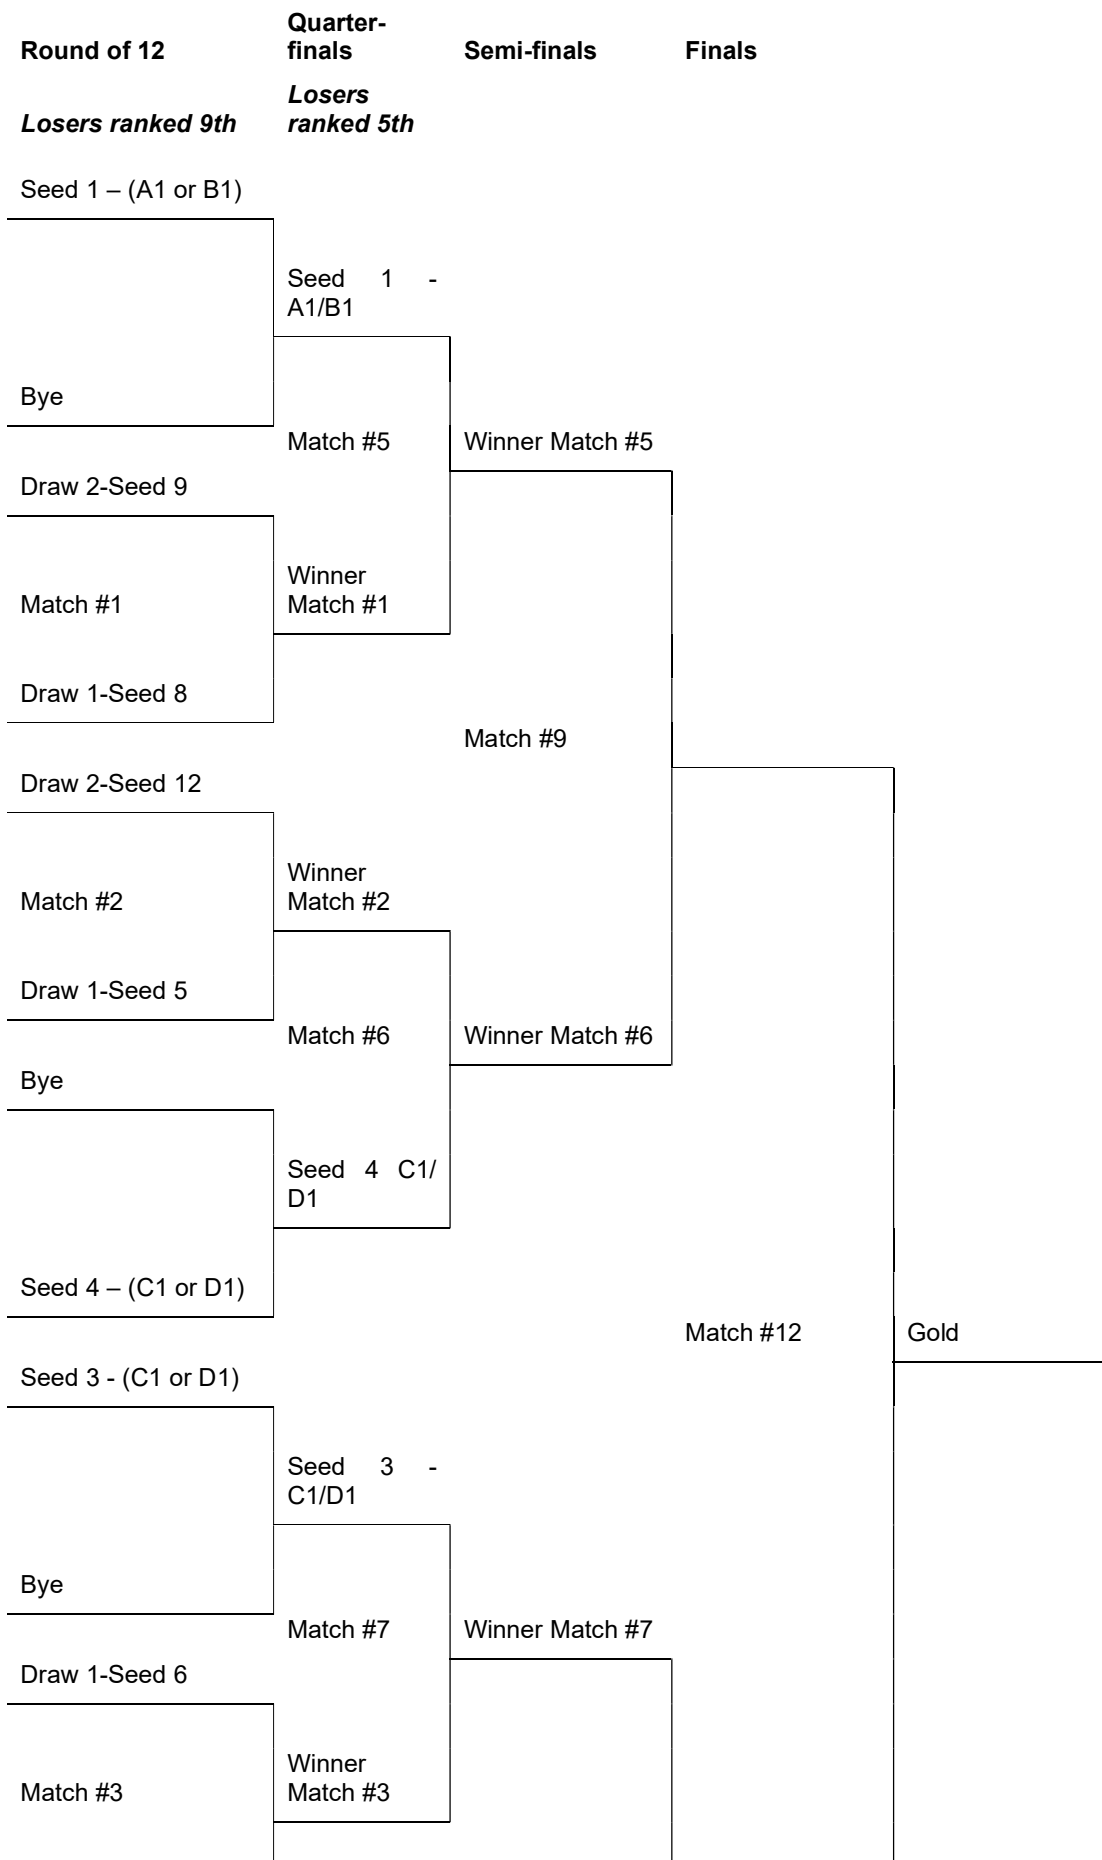 Round of 12
Quarter-
finals
Semi-finals
Finals
Losers ranked 9th
Losers
ranked 5th
Seed 1 – (A1 or B1)
Seed 1 -
A1/B1
Bye
Match #5
Winner Match #5
Draw 2-Seed 9
Match #1
Winner
Match #1
Draw 1-Seed 8
Match #9
Draw 2-Seed 12
Match #2
Winner
Match #2
Draw 1-Seed 5
Match #6
Winner Match #6
Bye
Seed 4 C1/
D1
Seed 4 – (C1 or D1)
Match #12
Gold
Seed 3 - (C1 or D1)
Seed 3 -
C1/D1
Bye
Match #7
Winner Match #7
Draw 1-Seed 6
Match #3
Winner
Match #3